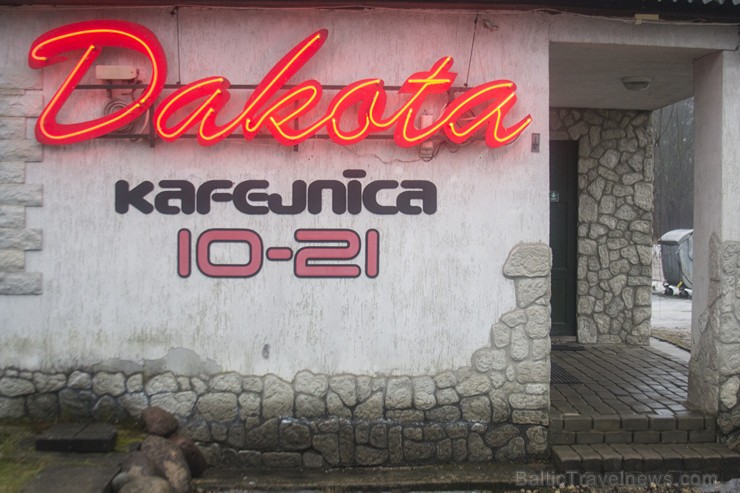 Dakota
KAFEJNĪCA
10-21
BalticTravelnews.com